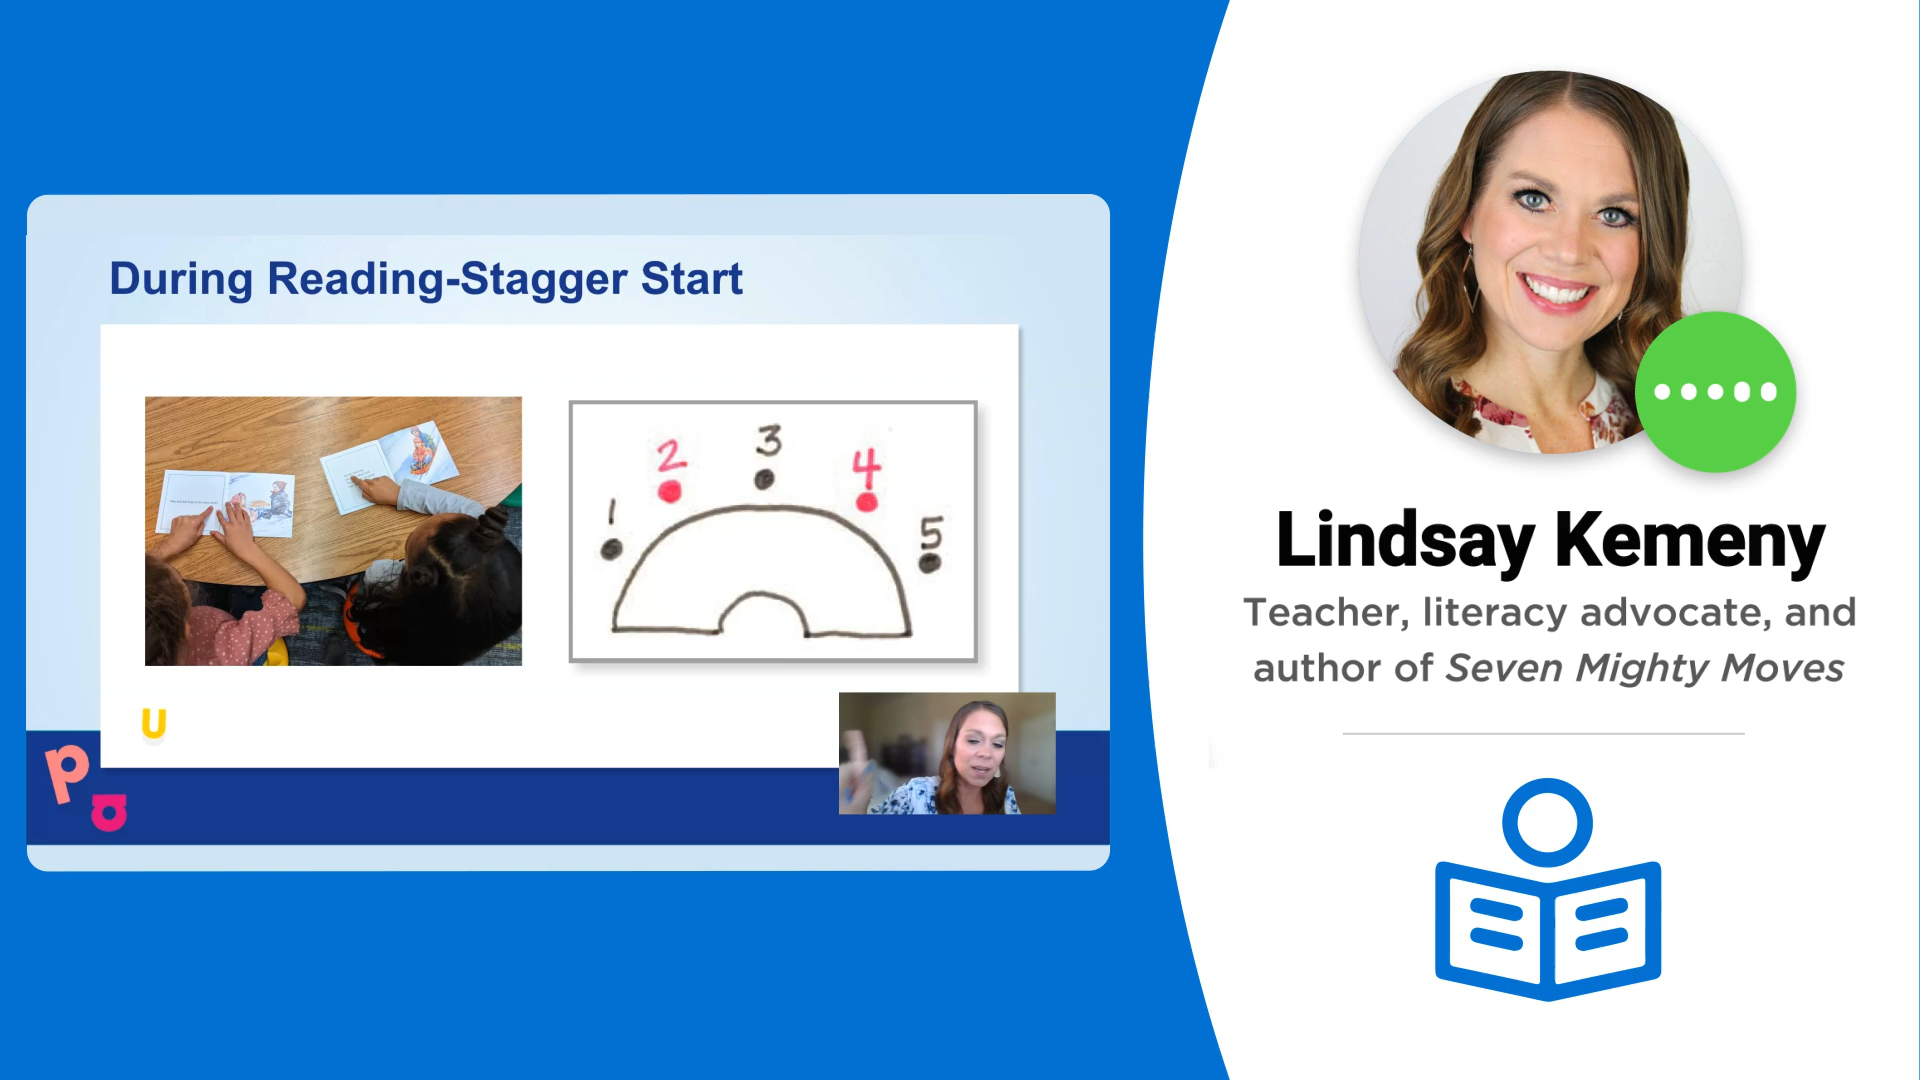 During Reading-Stagger Start
1
2
3
4
5
U
p
a
Lindsay Kemeny
Teacher, literacy advocate, and
author of Seven Mighty Moves